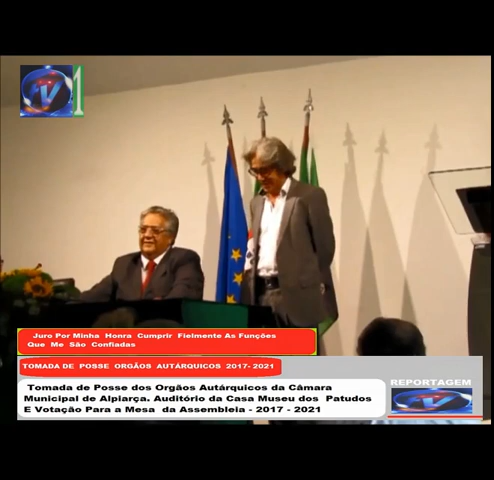 TV1
Juro Por Minha Honra Cumprir Fielmente As Funções
Que Me São Confiadas
TOMADA DE POSSE ORGÃOS AUTÁRQUICOS 2017-2021
Tomada de Posse dos Orgãos Autárquicos da Câmara
Municipal de Alpiarça. Auditório da Casa Museu dos Patudos
E Votação Para a Mesa da Assembleia - 2017 - 2021
REPORTAGEM